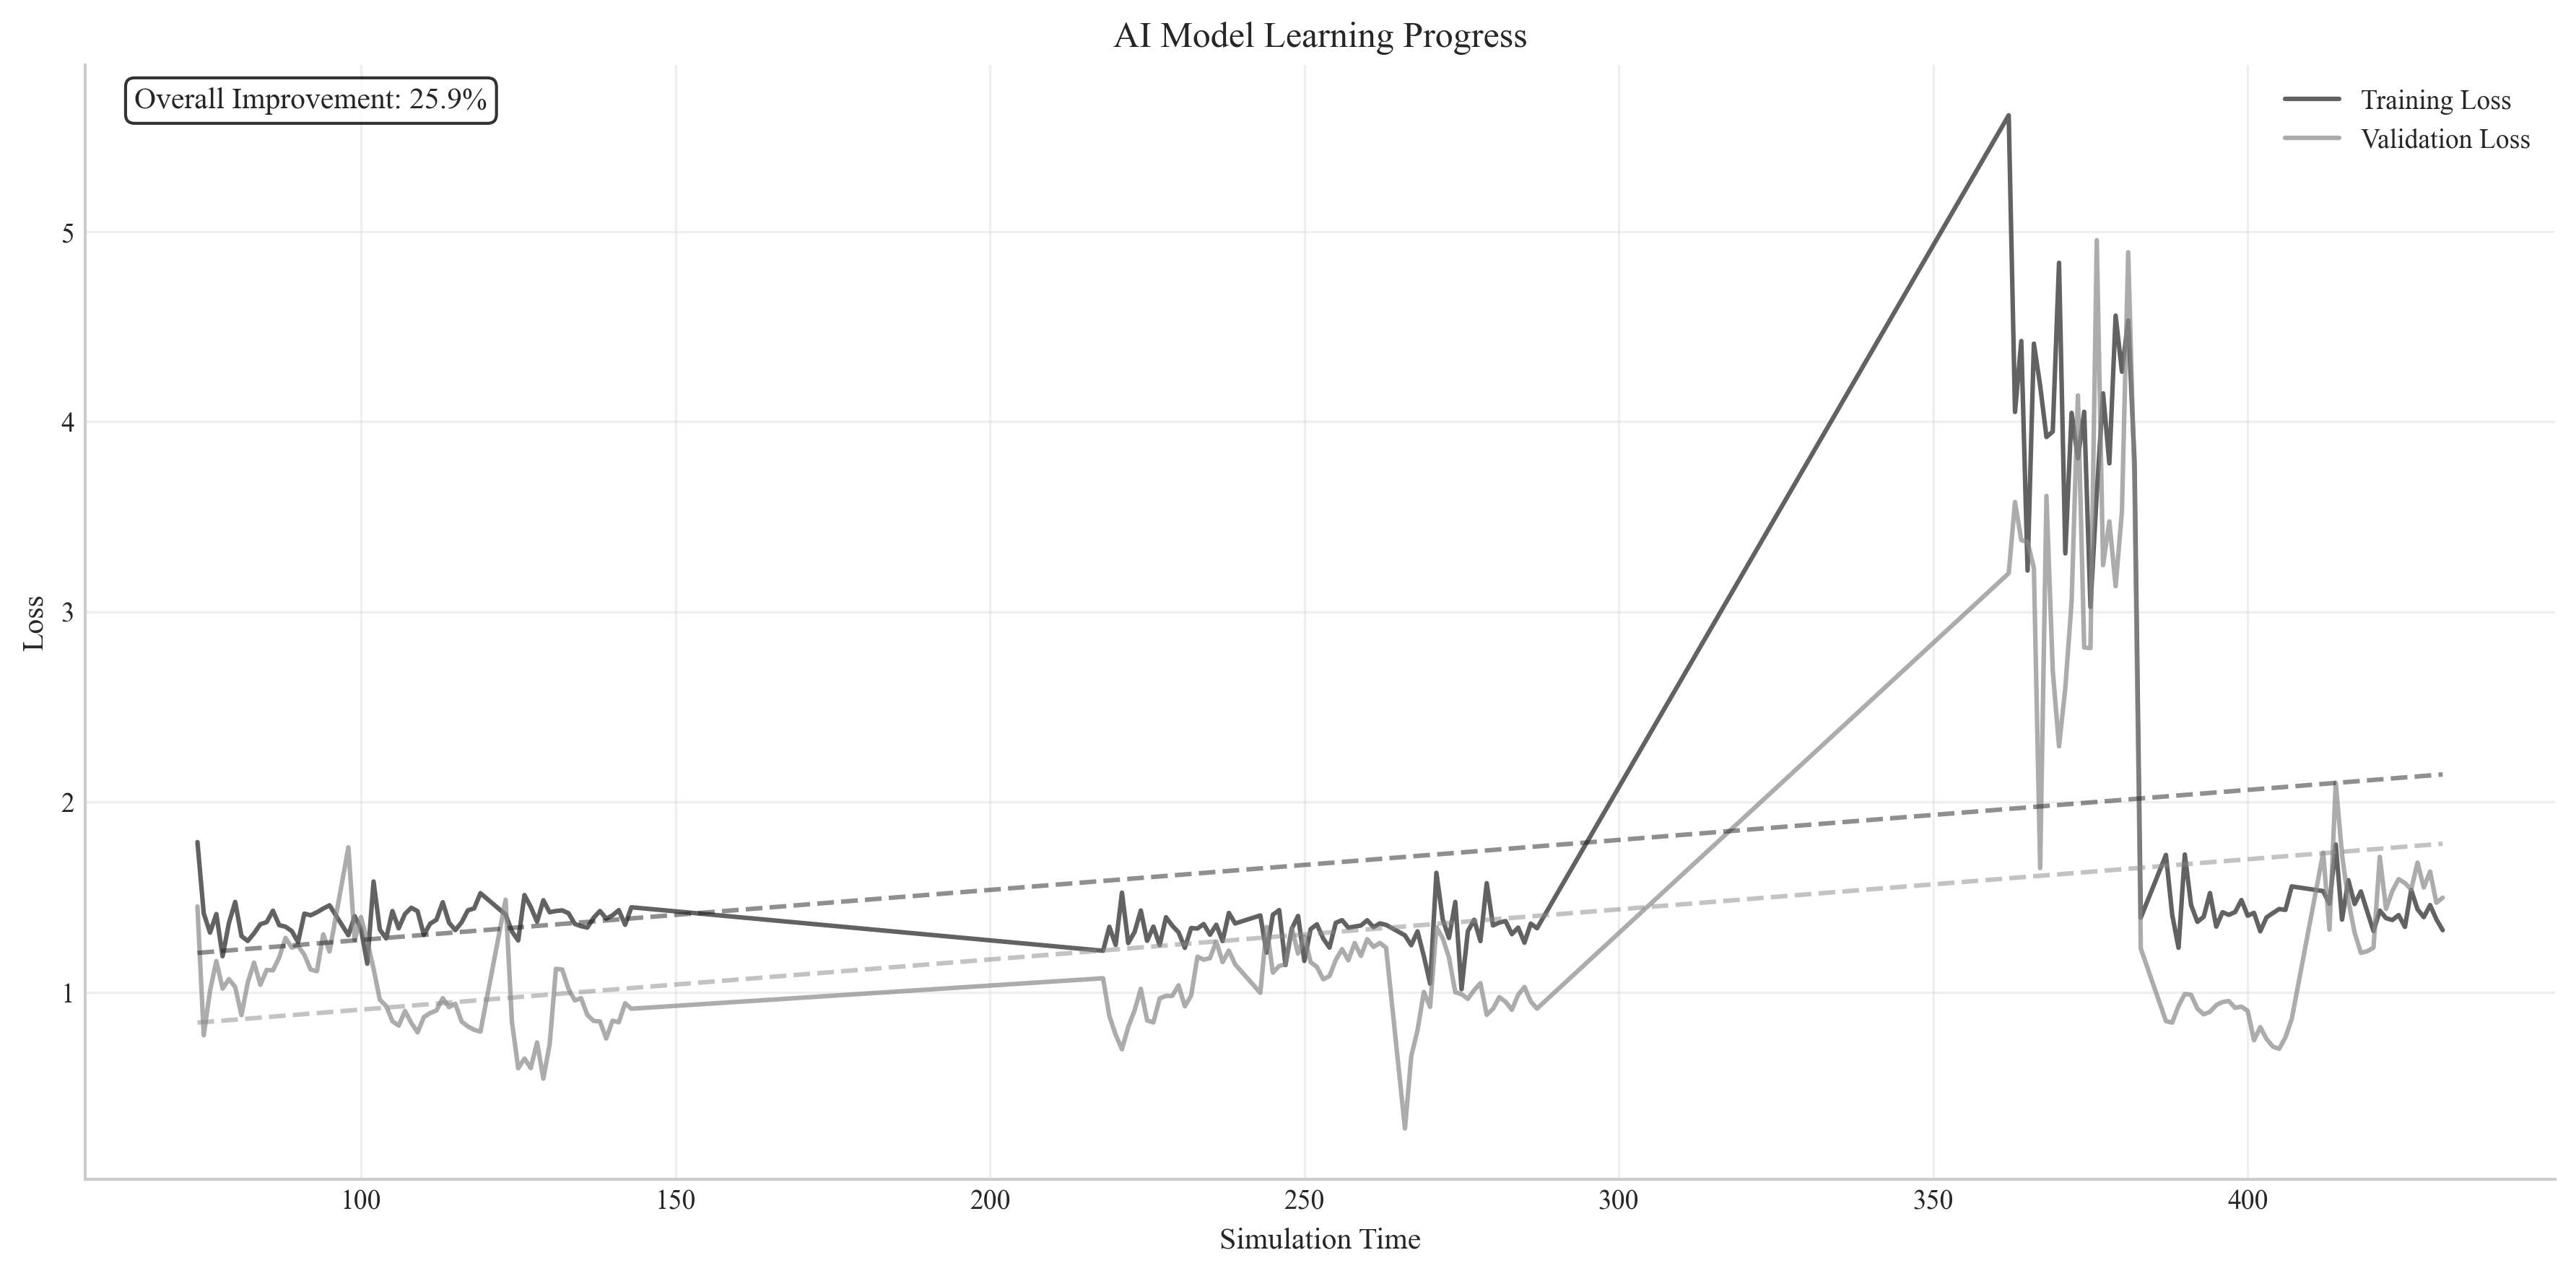 AI Model Learning Progress
Overall Improvement: 25.9%
Training Loss
Validation Loss
5
4
3
2
1
Loss
100 150 200 250 300 350 400
Simulation Time